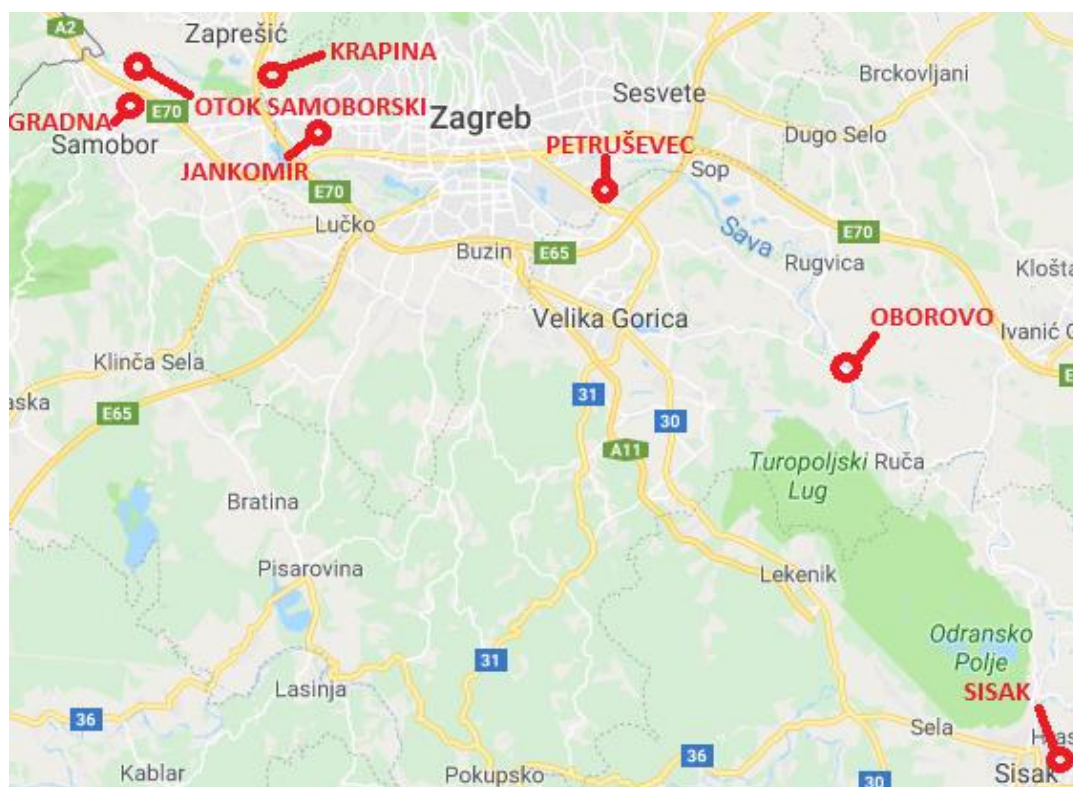 A2
Zaprešić
KRAPINA
Brckovljani
E70
OTOK SAMOBORSKI
Sesvete
GRADNA
Samobor
Zagreb
Dugo Selo
JANKOMIR
PETRUŠEVEC
Sop
E70
Lučko
Sava
E70
Buzin
E65
Rugvica
Klošta
Velika Gorica
OBOROVO
Ivanić
Klinča Sela
31
E65
30
A11
Turopoljski
Lug
Ruča
Bratina
Pisarovina
Lekenik
Odransko
Polje
31
Lasinja
SISAK
36
Sela
36
Kablar
Pokupsko
30
Sisak